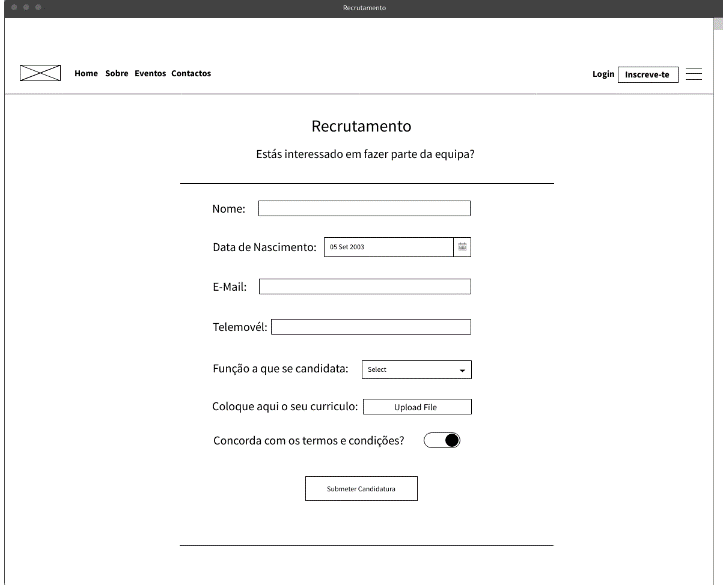 Recrutamento
Home Sobre Eventos Contactos Login Inscreve-te
Recrutamento
Estás interessado em fazer parte da equipa?
Nome:
Data de Nascimento: 05 Set 2003
E-Mail:
Telemovél:
Função a que se candidata: Select
Coloque aqui o seu curriculo: Upload File
Concorda com os termos e condições?
Submeter Candidatura